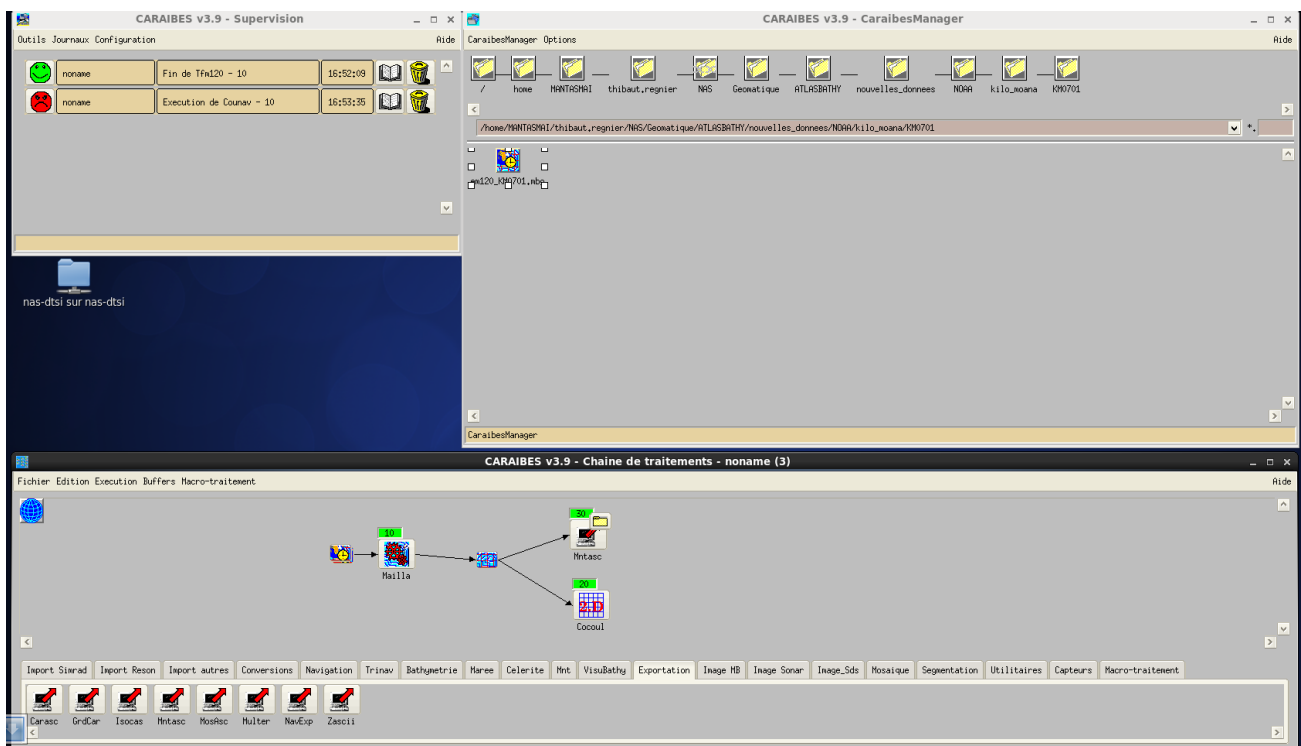 CARAIBES v3.9 - Supervision
Outils Journaux Configuration Aide
noname Fin de Tfm120 - 10 16:52:09
noname Execution de Counav - 10 16:53:35
nas-dtsi sur nas-dtsi
CARAIBES v3.9 - CaraibesManager
CaraibesManager Options Aide
/ home MANTASMAI thibaut.regnier NAS Geomatique ATLASBATHY nouvelles_donnees NOAA kilo_moana KM0701
/home/MANTASMAI/thibaut.regnier/NAS/Geomatique/ATLASBATHY/nouvelles_donnees/NOAA/kilo_moana/KM0701 *.
em120_KM0701.mbg
CaraibesManager
CARAIBES v3.9 - Chaine de traitements - noname (3)
Fichier Edition Execution Buffers Macro-traitement Aide
30
10
Mntasc
Mailla
20
2.D
Cocoul
Import Simrad Import Reson Import autres Conversions Navigation Trinav Bathymetrie Maree Celerite Mnt VisuBathy Exportation Image MB Image Sonar Image_Sds Mosaique Segmentation Utilitaires Capteurs Macro-traitement
Carasc GrdCar Isocas Mntasc MosAsc Multer NavExp Zascii